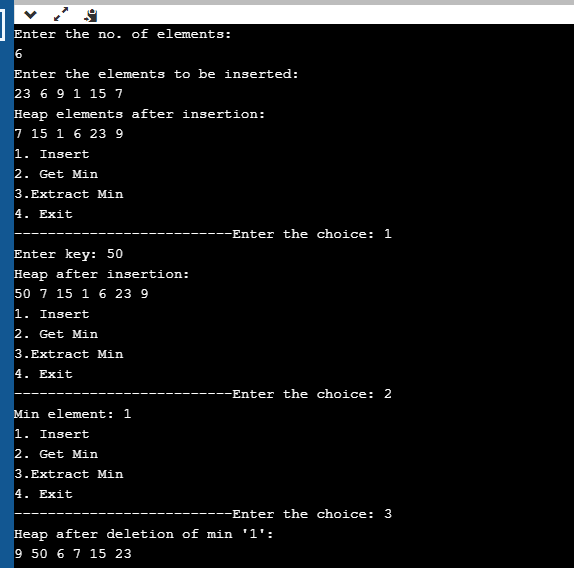 Enter the no. of elements:
6
Enter the elements to be inserted:
23 6 9 1 15 7
Heap elements after insertion:
7 15 1 6 23 9
1. Insert
2. Get Min
3.Extract Min
4. Exit
--------------------------Enter the choice: 1
Enter key: 50
Heap after insertion:
50 7 15 1 6 23 9
1. Insert
2. Get Min
3.Extract Min
4. Exit
--------------------------Enter the choice: 2
Min element: 1
1. Insert
2. Get Min
3.Extract Min
4. Exit
--------------------------Enter the choice: 3
Heap after deletion of min '1':
9 50 6 7 15 23